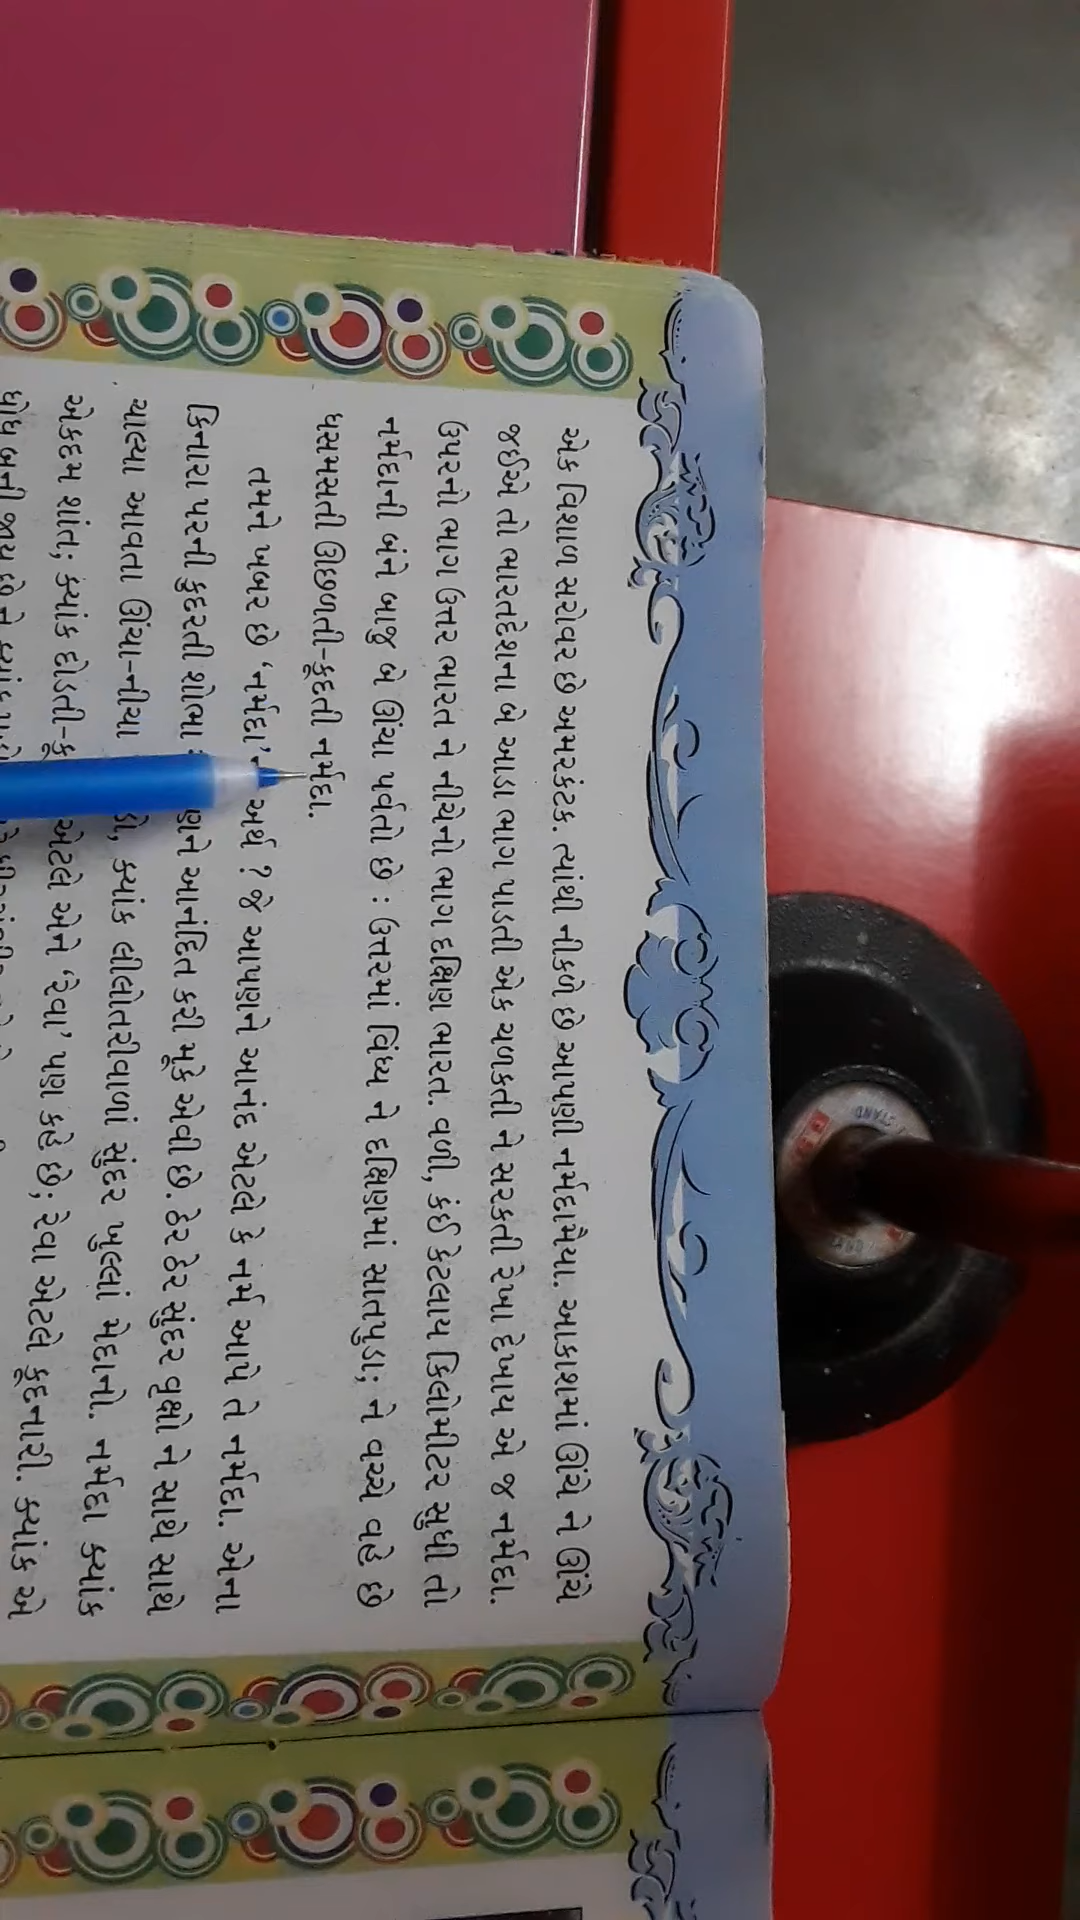 એક વિશાળ સરોવર છે અમરકંટક. ત્યાંથી નીકળે છે આપણી નર્મદામૈયા. આકાશમાં ઊંચે ને ઊંચે
જઈએ તો ભારતદેશના બે આડા ભાગ પાડતી એક ચળકતી ને સરકતી રેખા દેખાય એ જ નર્મદા.
ઉપરનો ભાગ ઉત્તર ભારત ને નીચેનો ભાગ દક્ષિણ ભારત. વળી, કંઈ કેટલાય કિલોમીટર સુધી તો
નર્મદાની બંને બાજુ બે ઊંચા પર્વતો છે : ઉત્તરમાં વિંધ્ય ને દક્ષિણમાં સાતપુડા; ને વચ્ચે વહે છે
ધસમસતી ઊછળતી-કૂદતી નર્મદા.
તમને ખબર છે ‘નર્મદા’ અર્થ ? જે આપણને આનંદ એટલે કે નર્મ આપે તે નર્મદા. એના
કિનારા પરની કુદરતી શોભા આનંદિત કરી મૂકે એવી છે. ઠેર ઠેર સુંદર વૃક્ષો ને સાથે સાથે
ચાલ્યા આવતા ઊંચા-નીચા ક્યાંક લીલોતરીવાળાં સુંદર ખુલ્લાં મેદાનો. નર્મદા ક્યાંક
એકદમ શાંત; ક્યાંક દોડતી-કૂ એટલે એને ‘રેવા’ પણ કહે છે; રેવા એટલે કૂદનારી. ક્યાંક એ
ધોધ બની જાય છે ને ક્યાંક